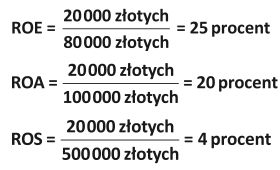 ROE = 20 000 złotych / 80 000 złotych = 25 procent
ROA = 20 000 złotych / 100 000 złotych = 20 procent
ROS = 20 000 złotych / 500 000 złotych = 4 procent